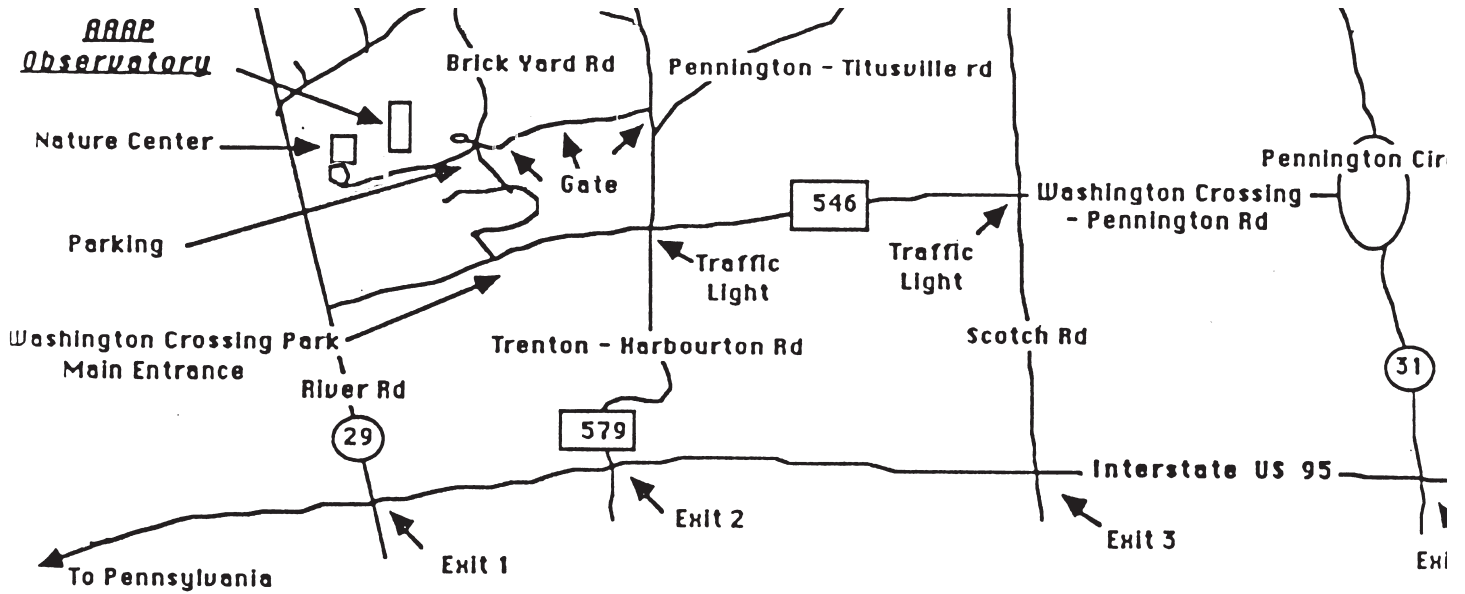 AAAP
Observatory
Brick Yard Rd
Pennington - Titusville rd
Nature Center
Gate
Parking
546
Washington Crossing
- Pennington Rd
Pennington Cir
Traffic
Light
Traffic
Light
Washington Crossing Park
Main Entrance
Trenton - Harbourton Rd
Scotch Rd
River Rd
31
29
579
Interstate US 95
Exit 2
Exit 3
Exit 1
Exi
To Pennsylvania